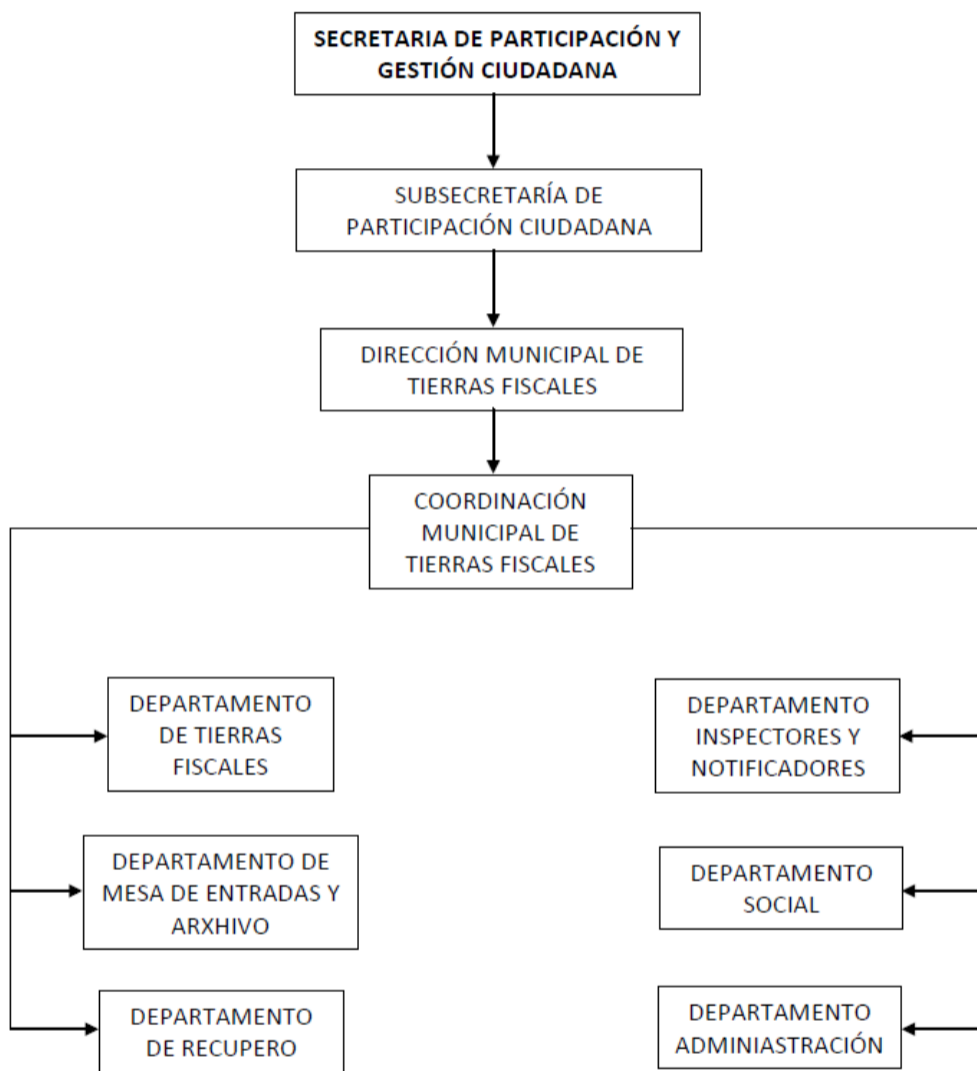 SECRETARIA DE PARTICIPACIÓN Y
GESTIÓN CIUDADANA
SUBSECRETARÍA DE
PARTICIPACIÓN CIUDADANA
DIRECCIÓN MUNICIPAL DE
TIERRAS FISCALES
COORDINACIÓN
MUNICIPAL DE
TIERRAS FISCALES
DEPARTAMENTO
DE TIERRAS
FISCALES
DEPARTAMENTO
INSPECTORES Y
NOTIFICADORES
DEPARTAMENTO DE
MESA DE ENTRADAS Y
ARXHIVO
DEPARTAMENTO
SOCIAL
DEPARTAMENTO
DE RECUPERO
DEPARTAMENTO
ADMINIASTRACIÓN